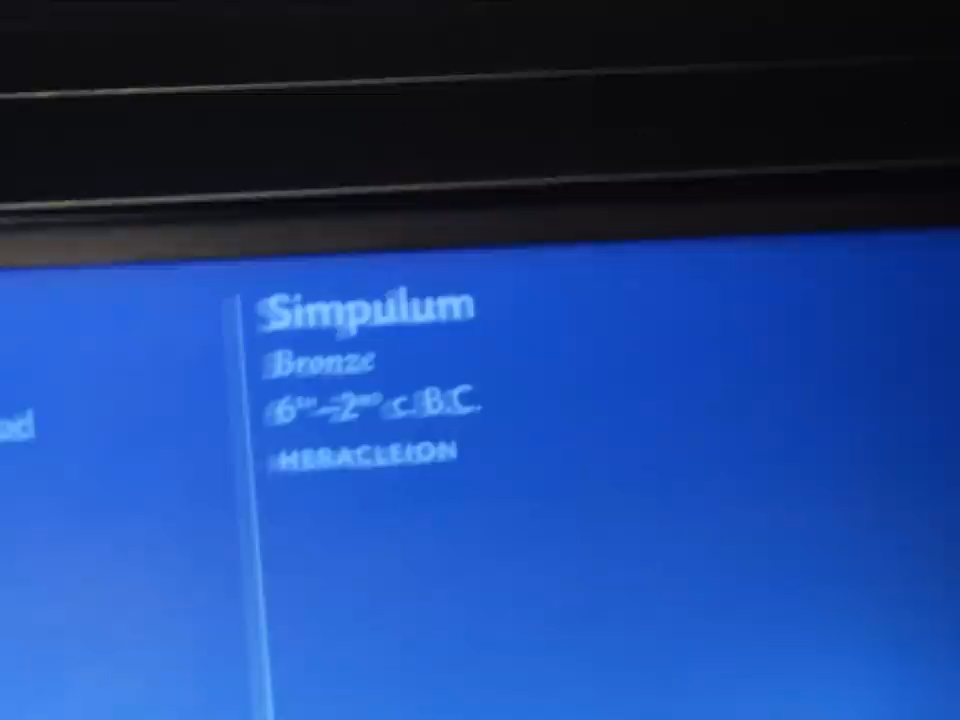 Simpulum
Bronze
6TH–2ND c. B.C.
HERACLEION